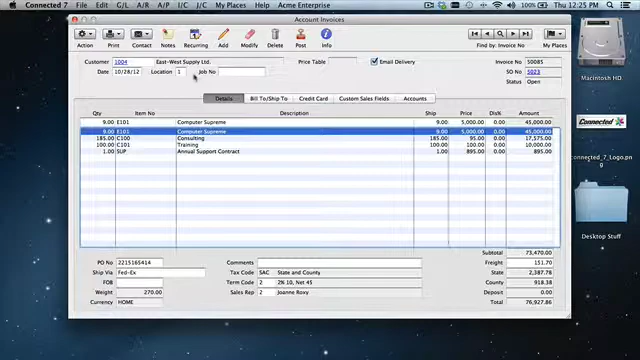 Connected 7 File Edit G/L A/R A/P I/C J/C My Places Help Acme Enterprise 100% Thu 12:25 PM
Account Invoices
Action Print Contact Notes Recurring Add Modify Delete Post Info Find by: Invoice No My Places
Customer 1004 East-West Supply Ltd. Price Table Email Delivery Invoice No 50085
Date 10/28/12 Location 1 Job No SO No 5023
Status Open
Details Bill To/Ship To Credit Card Custom Sales Fields Accounts
Qty Item No Description Ship Price Dis% Amount
9.00 E101 Computer Supreme 9.00 5,000.00 0.00 45,000.00
9.00 E101 Computer Supreme 9.00 5,000.00 0.00 45,000.00
185.00 C100 Consulting 185.00 95.00 0.00 17,575.00
100.00 C101 Training 100.00 100.00 0.00 10,000.00
1.00 SUP Annual Support Contract 1.00 895.00 0.00 895.00
Subtotal 73,470.00
PO No 2215165414 Comments Freight 151.70
Ship Via Fed-Ex Tax Code SAC State and County State 2,387.78
FOB Term Code 2 2% 10, Net 45 County 918.38
Weight 270.00 Sales Rep 2 Joanne Roxy Deposit 0.00
Currency HOME Total 76,927.86
Macintosh HD
Connected
connected_7_Logo.png
Desktop Stuff